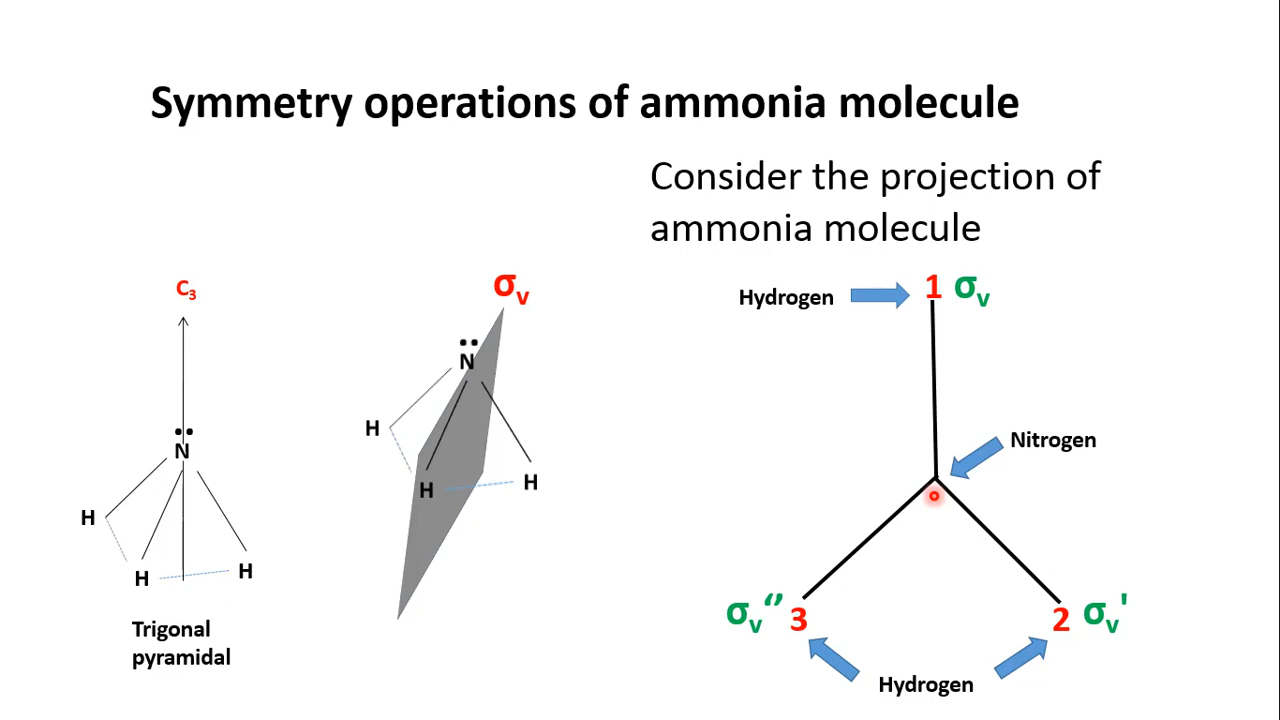 Symmetry operations of ammonia molecule
Consider the projection of
ammonia molecule
C₃
N
H
H
H
Trigonal
pyramidal
σᵥ
N
H
H
H
Hydrogen
1 σᵥ
Nitrogen
σᵥ‘’ 3
2 σᵥ'
Hydrogen